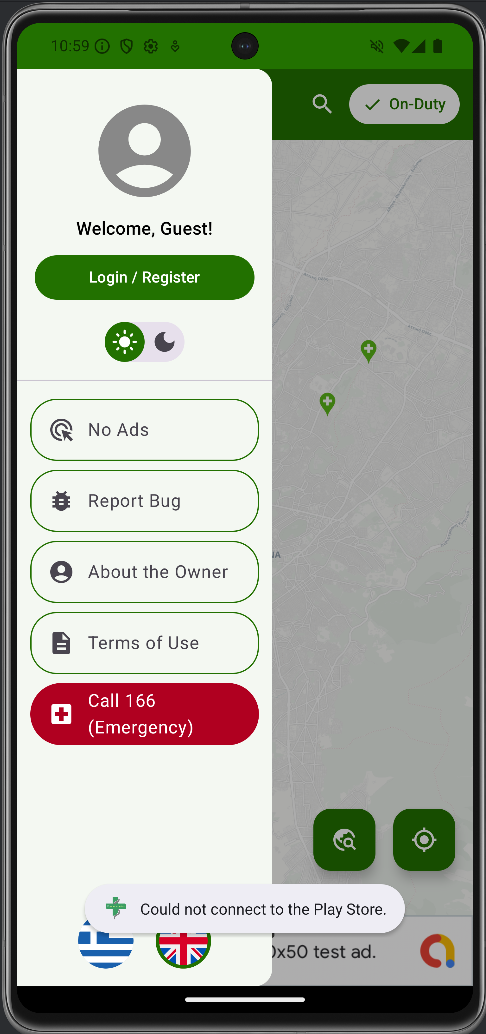 10:59
On-Duty
Welcome, Guest!
Login / Register
No Ads
Report Bug
About the Owner
Terms of Use
Call 166
(Emergency)
NA
Could not connect to the Play Store.
0x50 test ad.